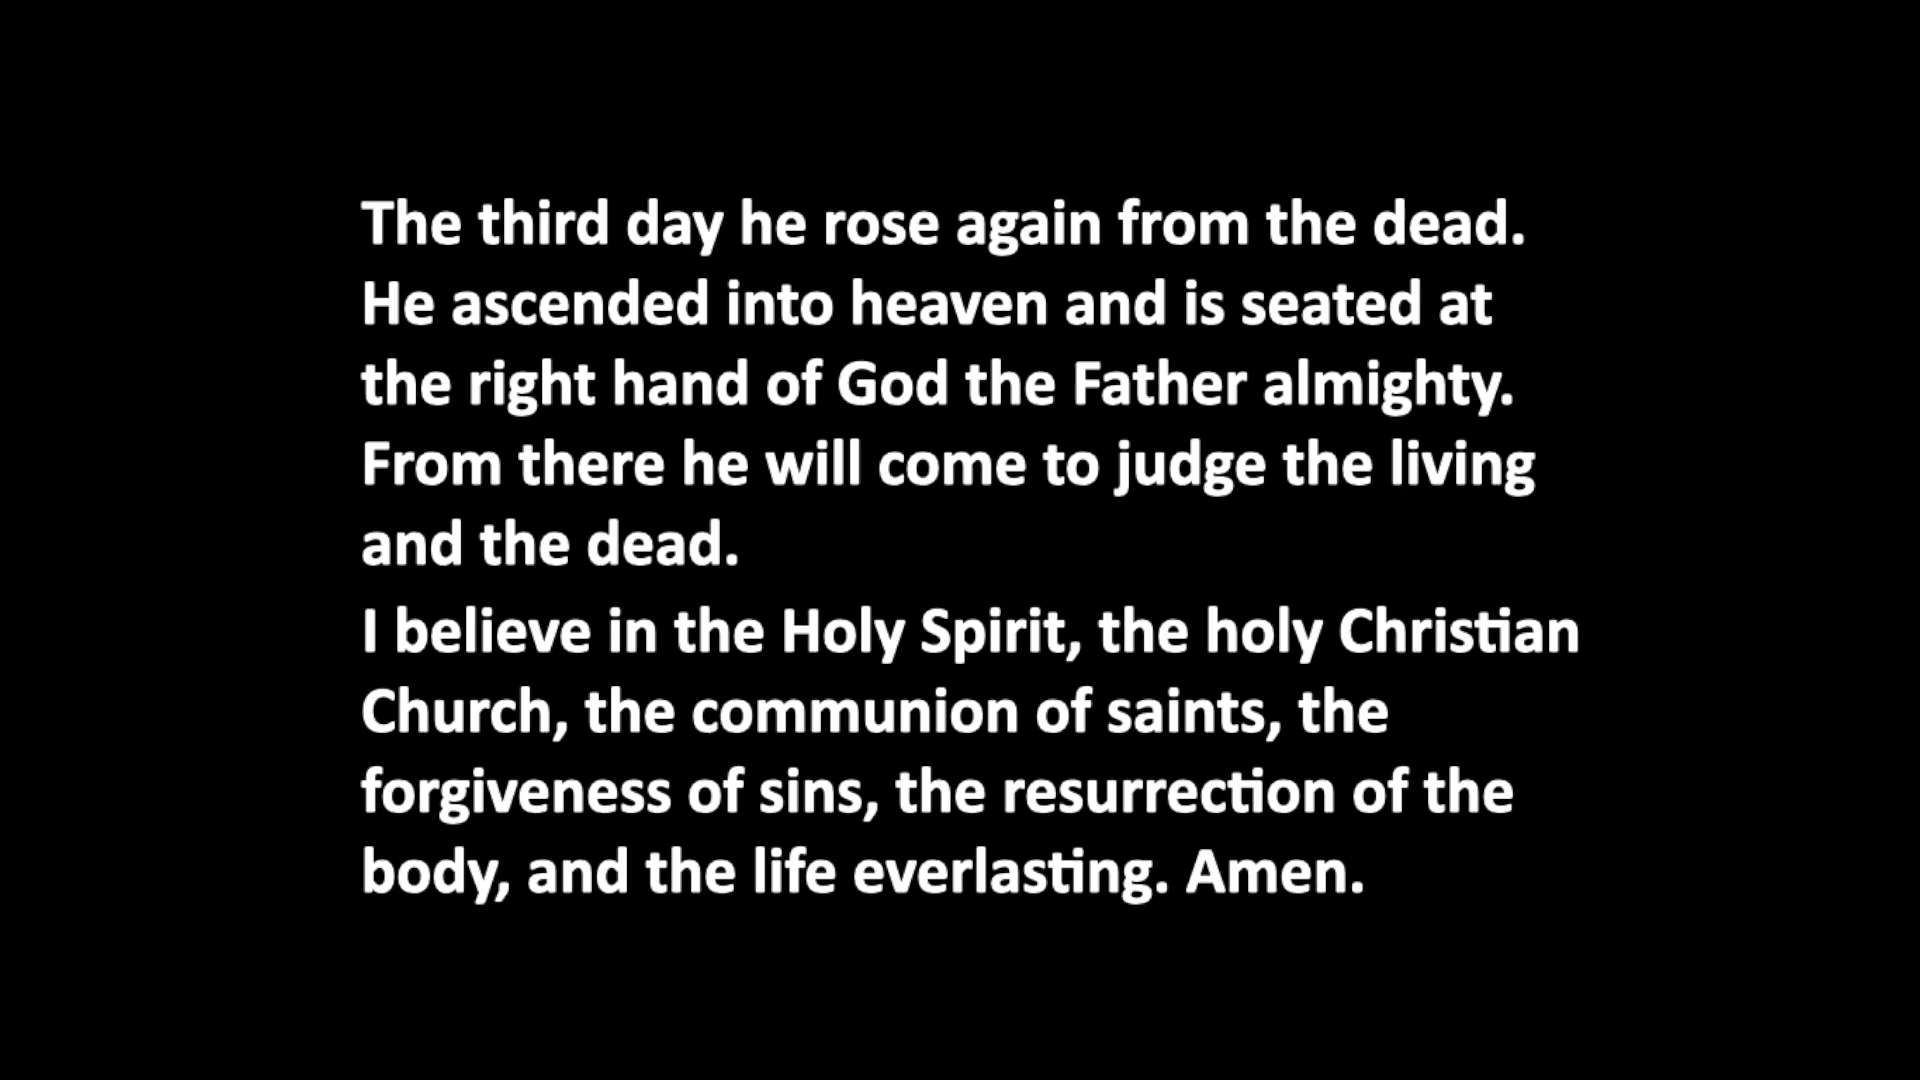 The third day he rose again from the dead.
He ascended into heaven and is seated at
the right hand of God the Father almighty.
From there he will come to judge the living
and the dead.
I believe in the Holy Spirit, the holy Christian
Church, the communion of saints, the
forgiveness of sins, the resurrection of the
body, and the life everlasting. Amen.